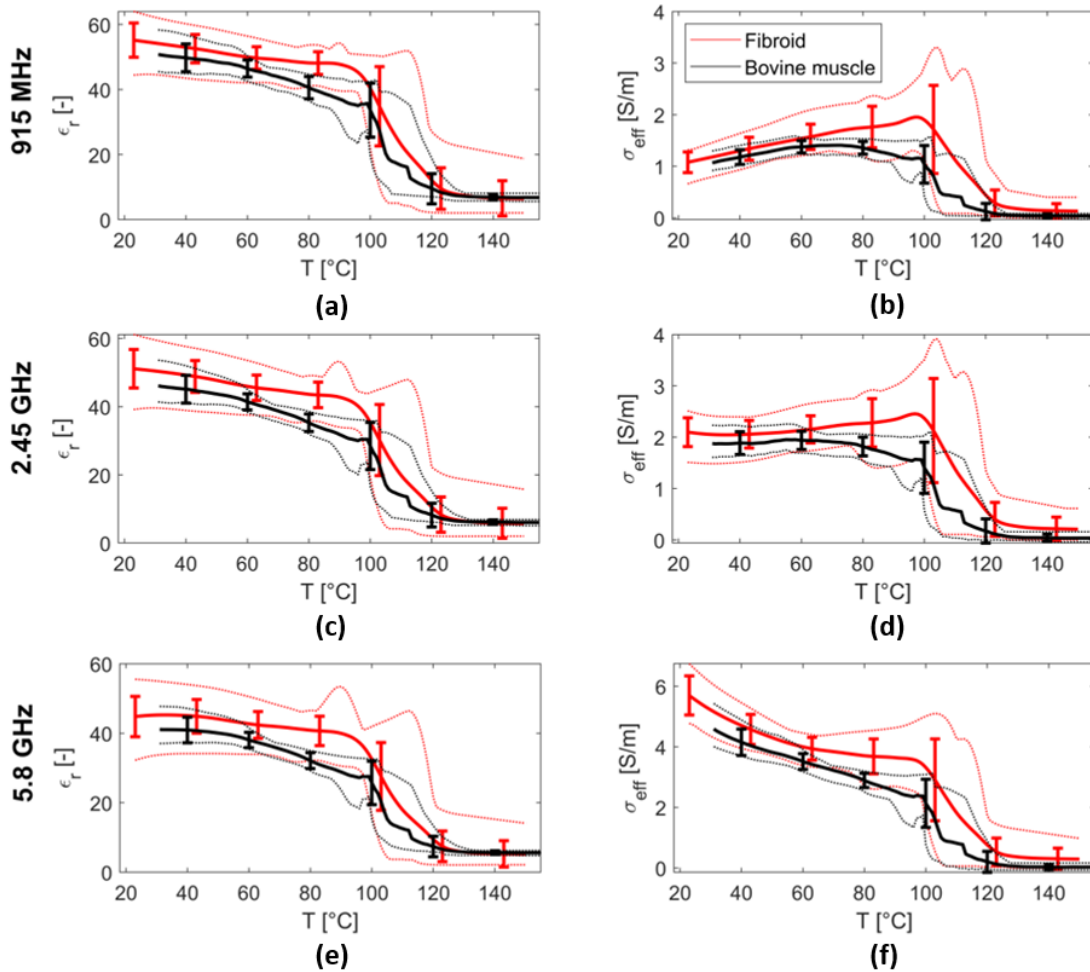 915 MHz
60
40
20
0
ϵr [-]
20 40 60 80 100 120 140
T [°C]
(a)
4
3
2
1
0
σeff [S/m]
Fibroid
Bovine muscle
20 40 60 80 100 120 140
T [°C]
(b)
2.45 GHz
60
40
20
0
ϵr [-]
20 40 60 80 100 120 140
T [°C]
(c)
4
3
2
1
0
σeff [S/m]
20 40 60 80 100 120 140
T [°C]
(d)
5.8 GHz
60
40
20
0
ϵr [-]
20 40 60 80 100 120 140
T [°C]
(e)
6
4
2
0
σeff [S/m]
20 40 60 80 100 120 140
T [°C]
(f)